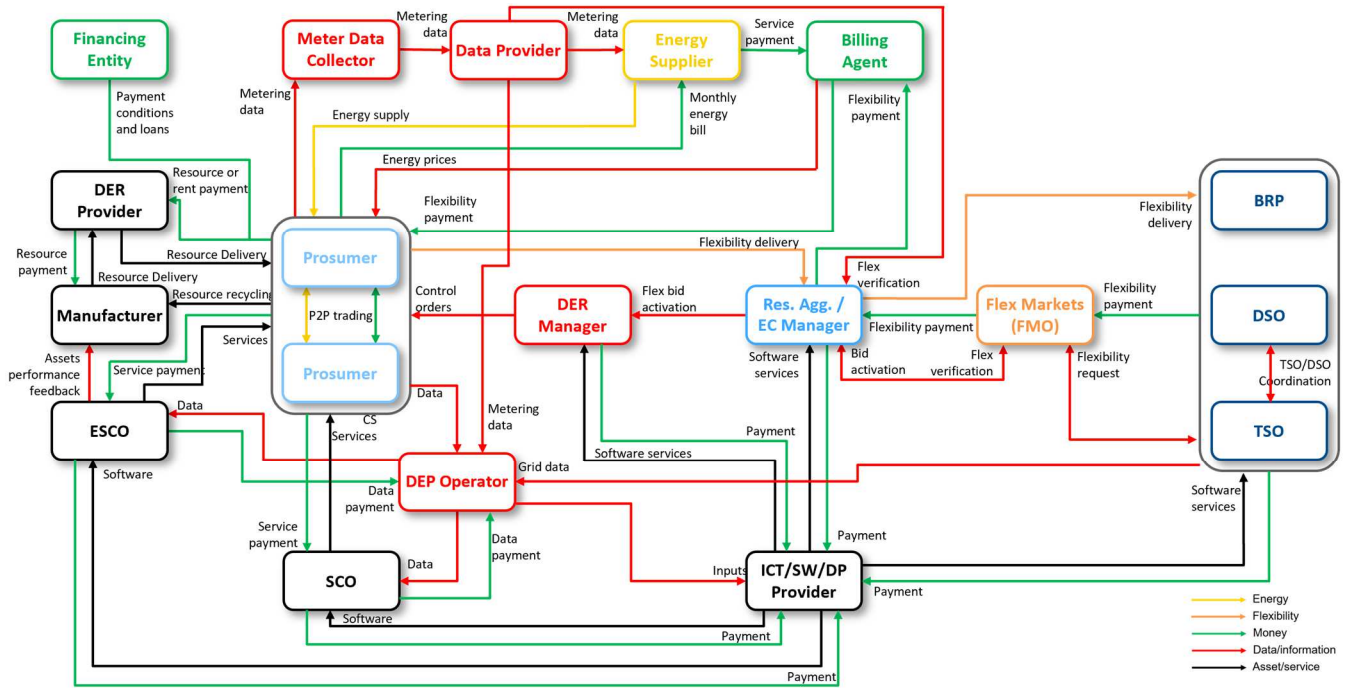 Financing
Entity
Meter Data
Collector
Metering
data
Data Provider
Metering
data
Energy
Supplier
Service
payment
Billing
Agent
Payment
conditions
and loans
Metering
data
Energy supply
Monthly
energy
bill
Flexibility
payment
Energy prices
DER
Provider
Resource or
rent payment
Flexibility
payment
BRP
Flexibility
delivery
Resource
payment
Resource Delivery
Resource Delivery
Prosumer
Flexibility delivery
Flex
verification
Manufacturer
Resource recycling
P2P trading
Control
orders
DER
Manager
Flex bid
activation
Res. Agg. /
EC Manager
Flexibility payment
Flex Markets
(FMO)
Flexibility
payment
DSO
Services
Assets
performance
feedback
Service payment
Prosumer
Software
services
Bid
activation
Flex
verification
Flexibility
request
TSO/DSO
Coordination
TSO
Data
Data
CS
Services
Metering
data
Payment
ESCO
Software
DEP Operator
Grid data
Software services
Data
payment
Software
services
Service
payment
Data
payment
Payment
SCO
Data
Inputs
ICT/SW/DP
Provider
Payment
Software
Payment
Payment
Energy
Flexibility
Money
Data/information
Asset/service